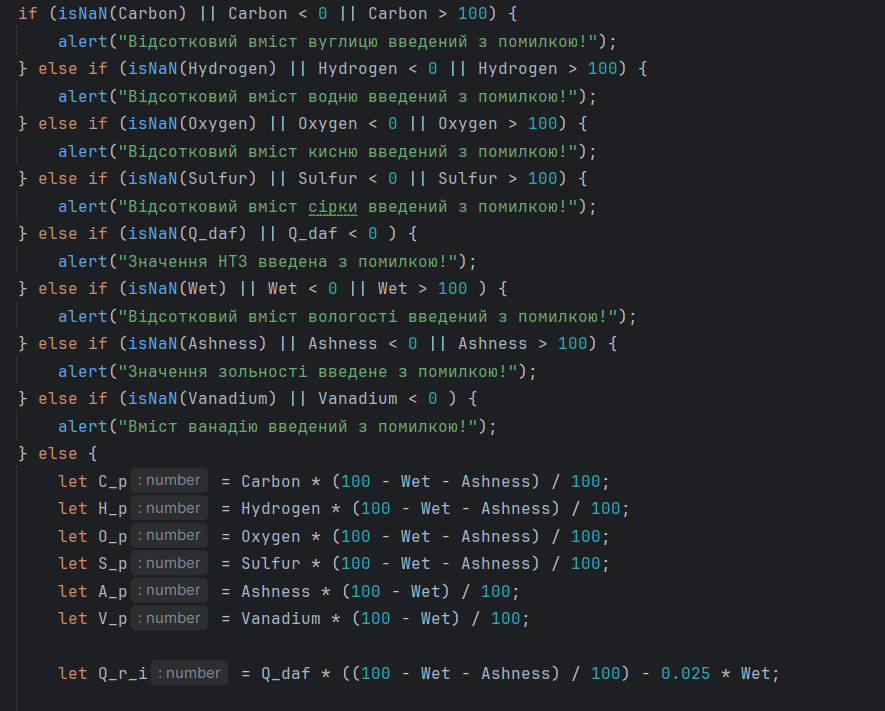 if (isNaN(Carbon) || Carbon < 0 || Carbon > 100) {
    alert("Відсотковий вміст вуглицю введений з помилкою!");
} else if (isNaN(Hydrogen) || Hydrogen < 0 || Hydrogen > 100) {
    alert("Відсотковий вміст водню введений з помилкою!");
} else if (isNaN(Oxygen) || Oxygen < 0 || Oxygen > 100) {
    alert("Відсотковий вміст кисню введений з помилкою!");
} else if (isNaN(Sulfur) || Sulfur < 0 || Sulfur > 100) {
    alert("Відсотковий вміст сірки введений з помилкою!");
} else if (isNaN(Q_daf) || Q_daf < 0 ) {
    alert("Значення НТЗ введена з помилкою!");
} else if (isNaN(Wet) || Wet < 0 || Wet > 100 ) {
    alert("Відсотковий вміст вологості введений з помилкою!");
} else if (isNaN(Ashness) || Ashness < 0 || Ashness > 100) {
    alert("Значення зольності введене з помилкою!");
} else if (isNaN(Vanadium) || Vanadium < 0 ) {
    alert("Вміст ванадію введений з помилкою!");
} else {
    let C_p : number = Carbon * (100 - Wet - Ashness) / 100;
    let H_p : number = Hydrogen * (100 - Wet - Ashness) / 100;
    let O_p : number = Oxygen * (100 - Wet - Ashness) / 100;
    let S_p : number = Sulfur * (100 - Wet - Ashness) / 100;
    let A_p : number = Ashness * (100 - Wet) / 100;
    let V_p : number = Vanadium * (100 - Wet) / 100;
    let Q_r_i : number = Q_daf * ((100 - Wet - Ashness) / 100) - 0.025 * Wet;